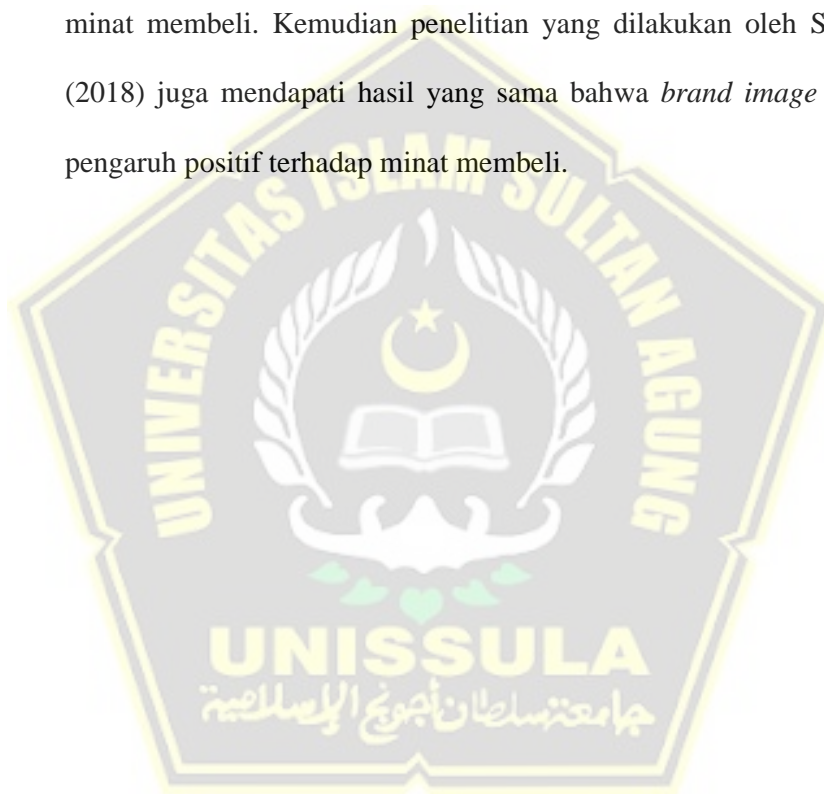 minat membeli. Kemudian penelitian yang dilakukan oleh S
(2018) juga mendapati hasil yang sama bahwa brand image
pengaruh positif terhadap minat membeli.
UNIVERSITAS ISLAM SULTAN AGUNG
UNISSULA
جامعة سلطان أجونج الإسلامية